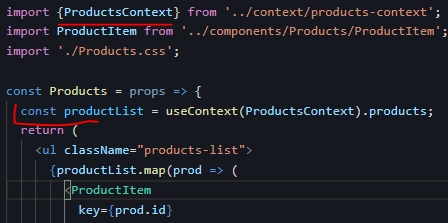 import {ProductsContext} from '../context/products-context';
import ProductItem from '../components/Products/ProductItem';
import './Products.css';
const Products = props => {
const productList = useContext(ProductsContext).products;
return (
<ul className="products-list">
{productList.map(prod => (
<ProductItem
key={prod.id}